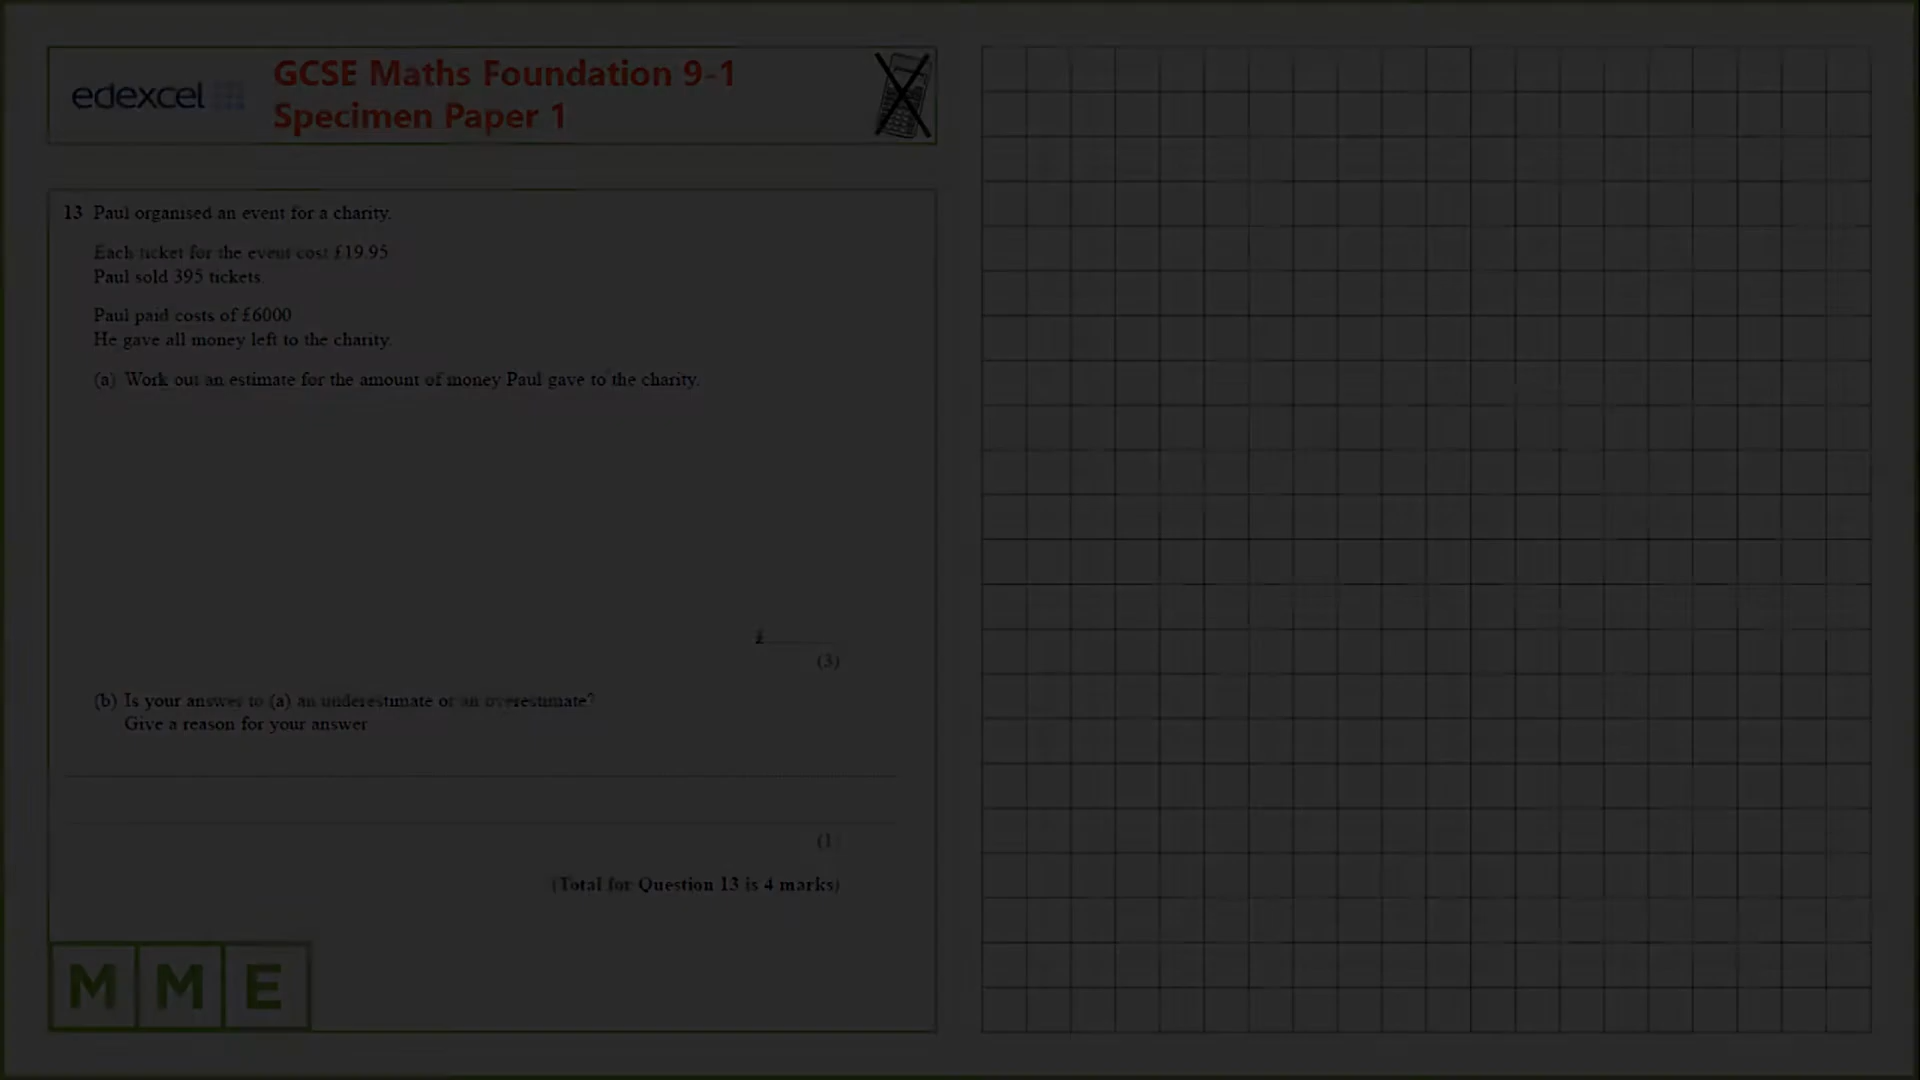 edexcel
GCSE Maths Foundation 9-1
Specimen Paper 1
13 Paul organised an event for a charity.
Each ticket for the event cost £19.95
Paul sold 395 tickets.
Paul paid costs of £6000
He gave all money left to the charity.
(a) Work out an estimate for the amount of money Paul gave to the charity.
£
(3)
(b) Is your answer to (a) an underestimate or an overestimate?
Give a reason for your answer
(1)
(Total for Question 13 is 4 marks)
M M E